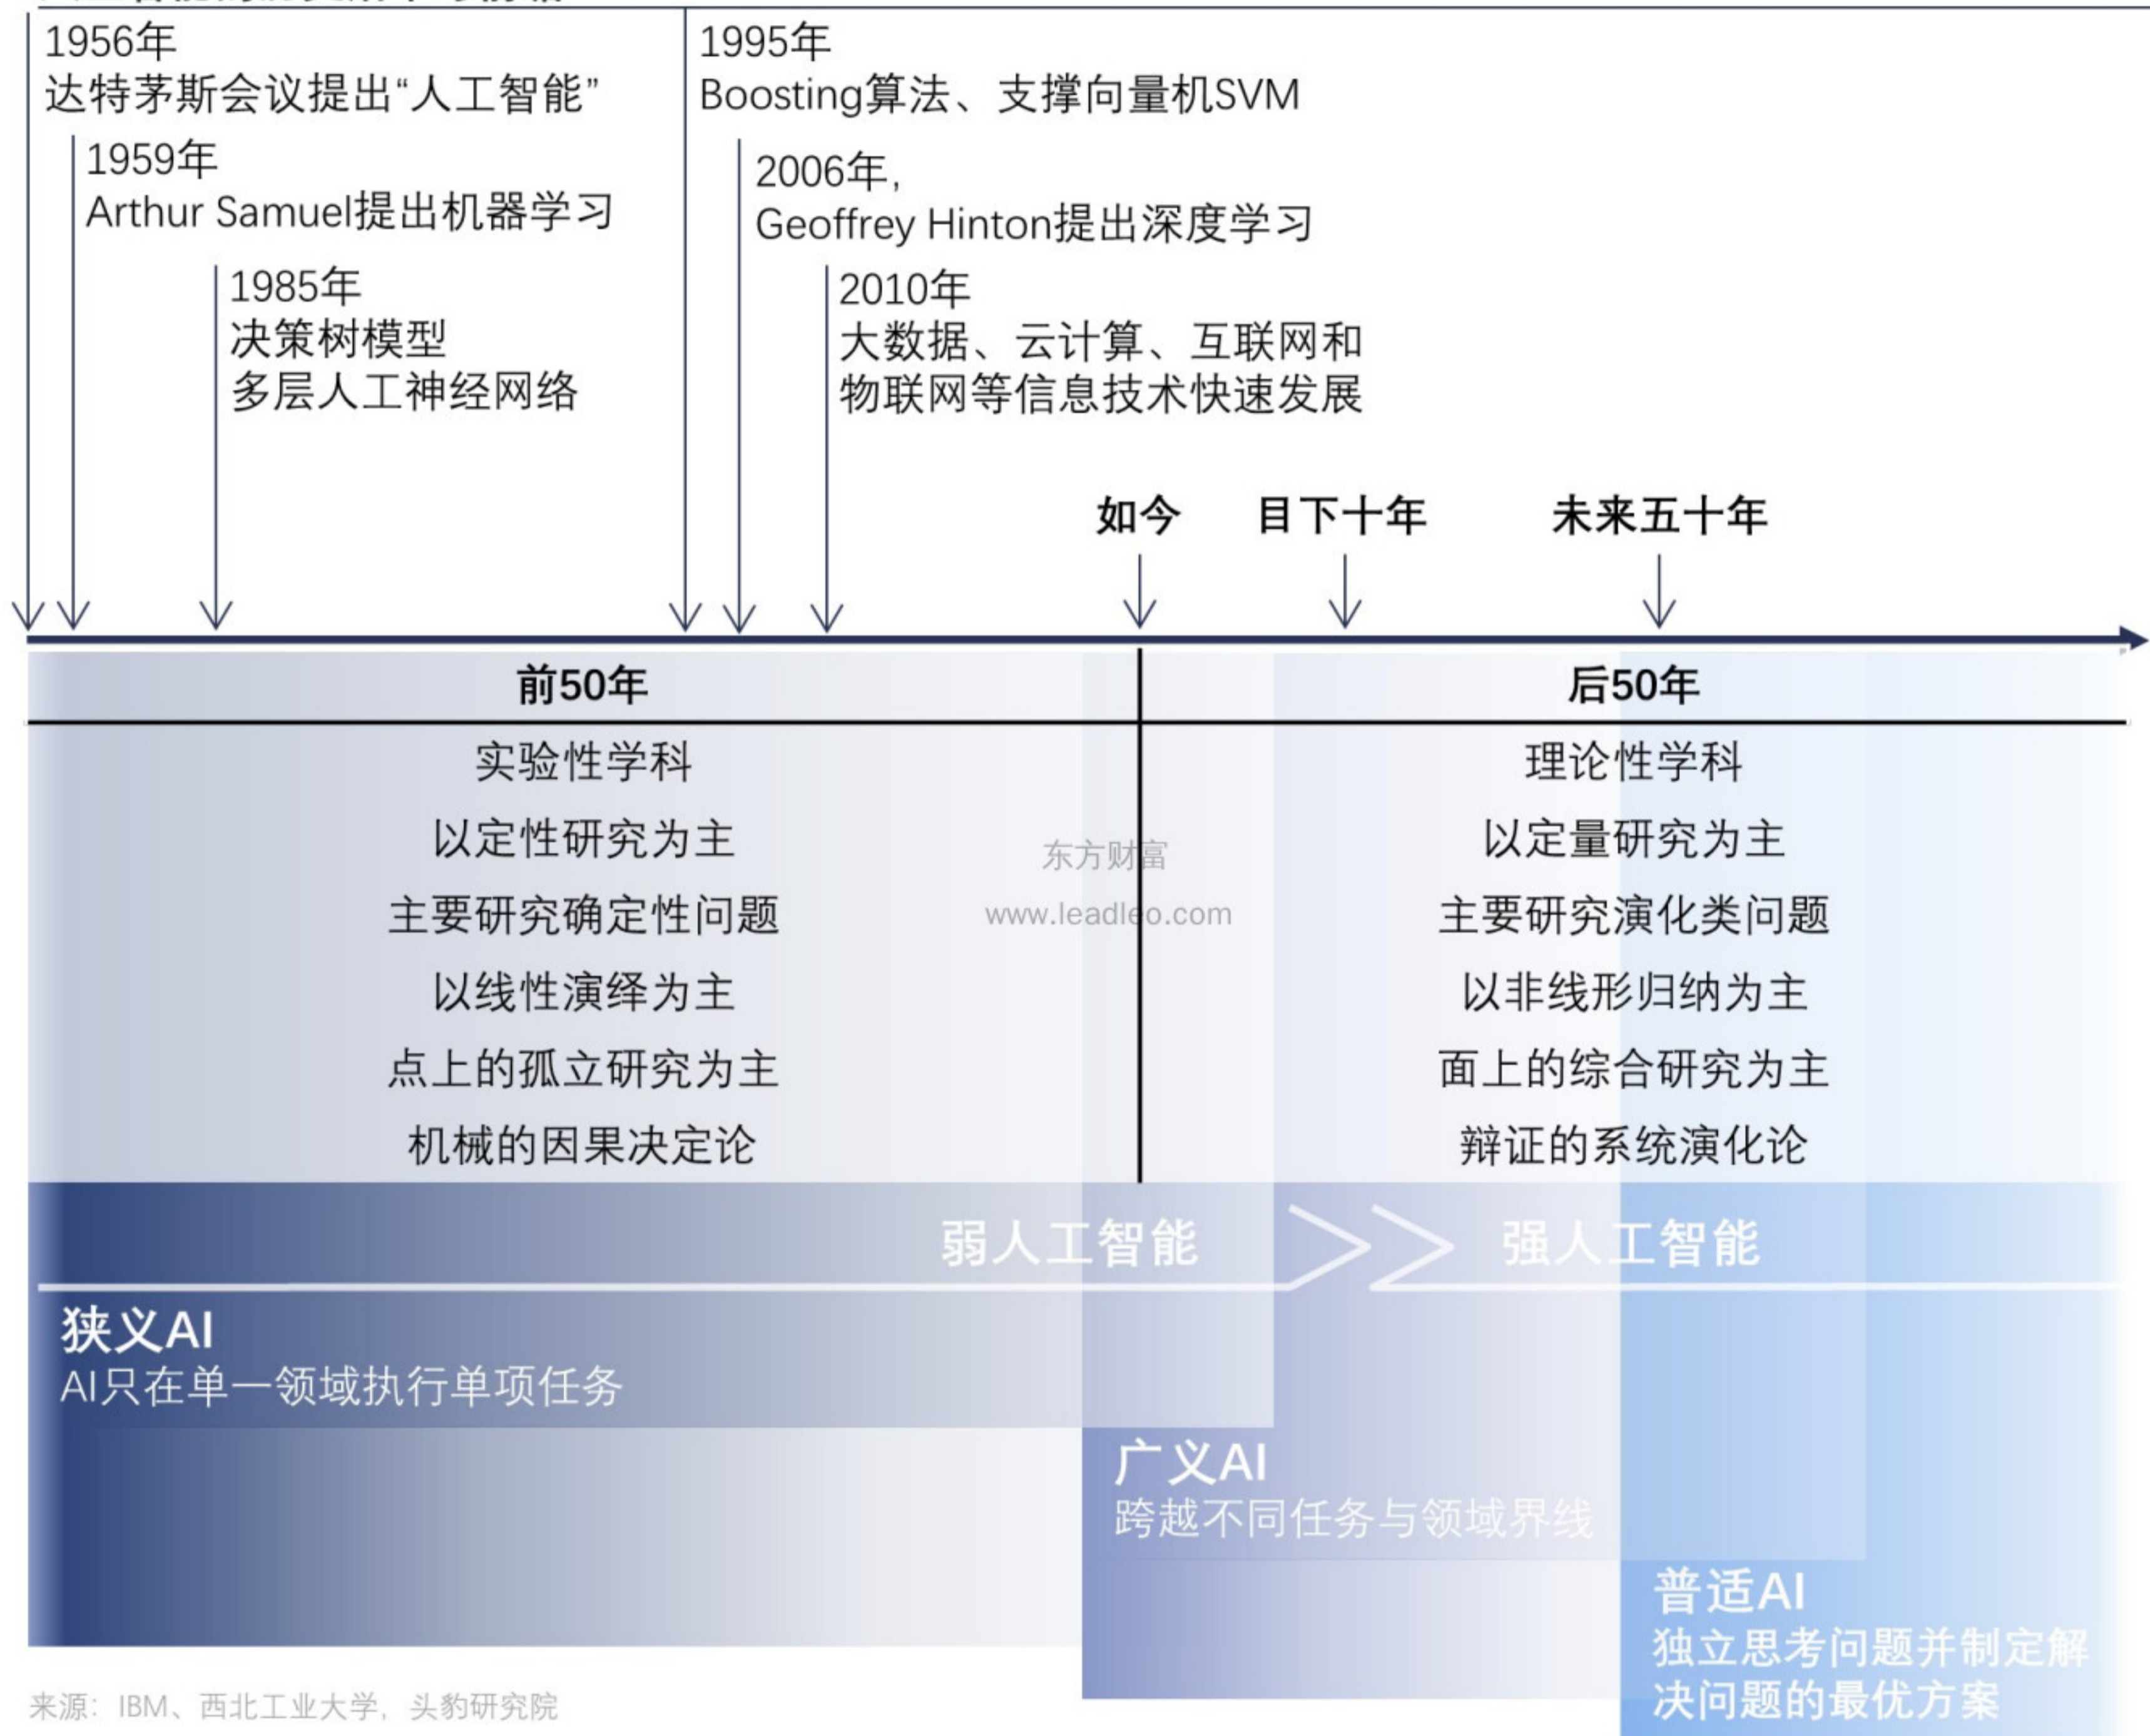 1956年
达特茅斯会议提出“人工智能”
1959年
Arthur Samuel提出机器学习
1985年
决策树模型
多层人工神经网络
1995年
Boosting算法、支撑向量机SVM
2006年,
Geoffrey Hinton提出深度学习
2010年
大数据、云计算、互联网和
物联网等信息技术快速发展
如今
目下十年
未来五十年
前50年
后50年
实验性学科
理论性学科
以定性研究为主
以定量研究为主
主要研究确定性问题
主要研究演化类问题
以线性演绎为主
以非线形归纳为主
点上的孤立研究为主
面上的综合研究为主
机械的因果决定论
辩证的系统演化论
东方财富
www.leadleo.com
弱人工智能
强人工智能
狭义AI
AI只在单一领域执行单项任务
广义AI
跨越不同任务与领域界线
普适AI
独立思考问题并制定解
决问题的最优方案
来源：IBM、西北工业大学，头豹研究院